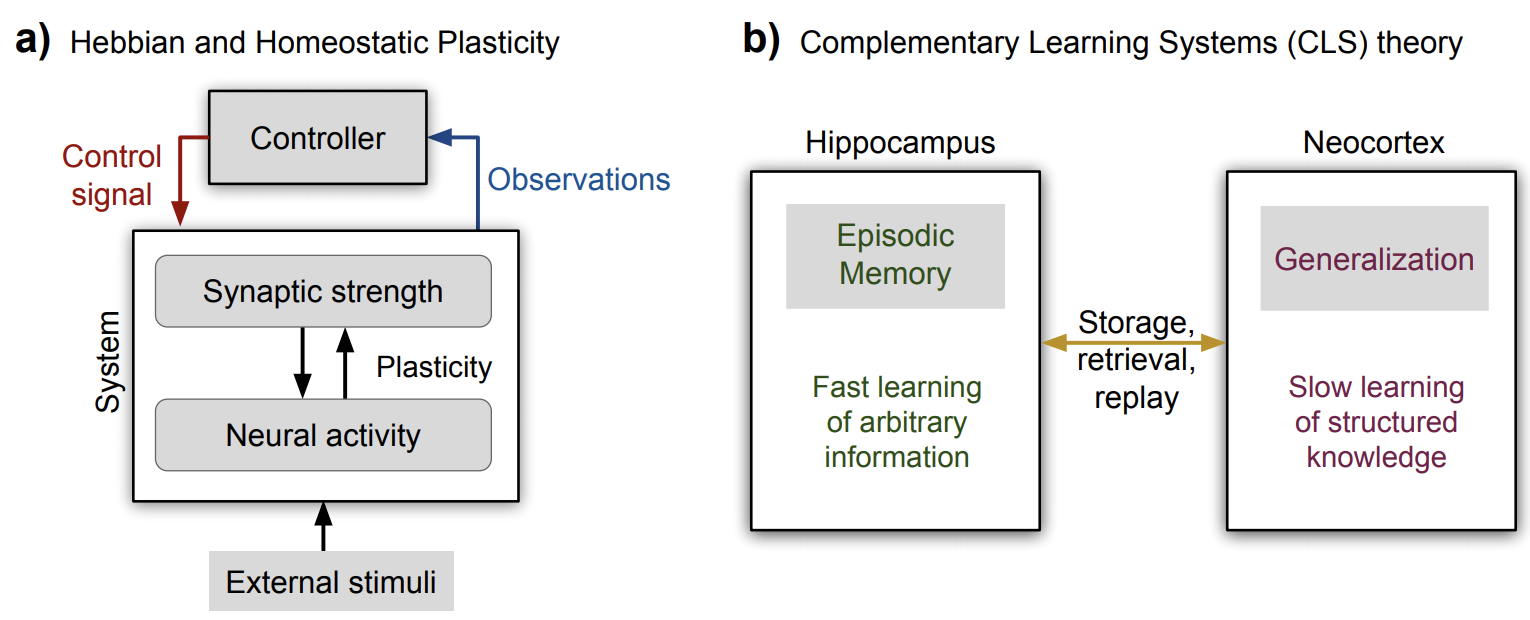 a) Hebbian and Homeostatic Plasticity
Controller
Control
signal
Observations
System
Synaptic strength
Plasticity
Neural activity
External stimuli
b) Complementary Learning Systems (CLS) theory
Hippocampus
Episodic
Memory
Fast learning
of arbitrary
information
Storage,
retrieval,
replay
Neocortex
Generalization
Slow learning
of structured
knowledge